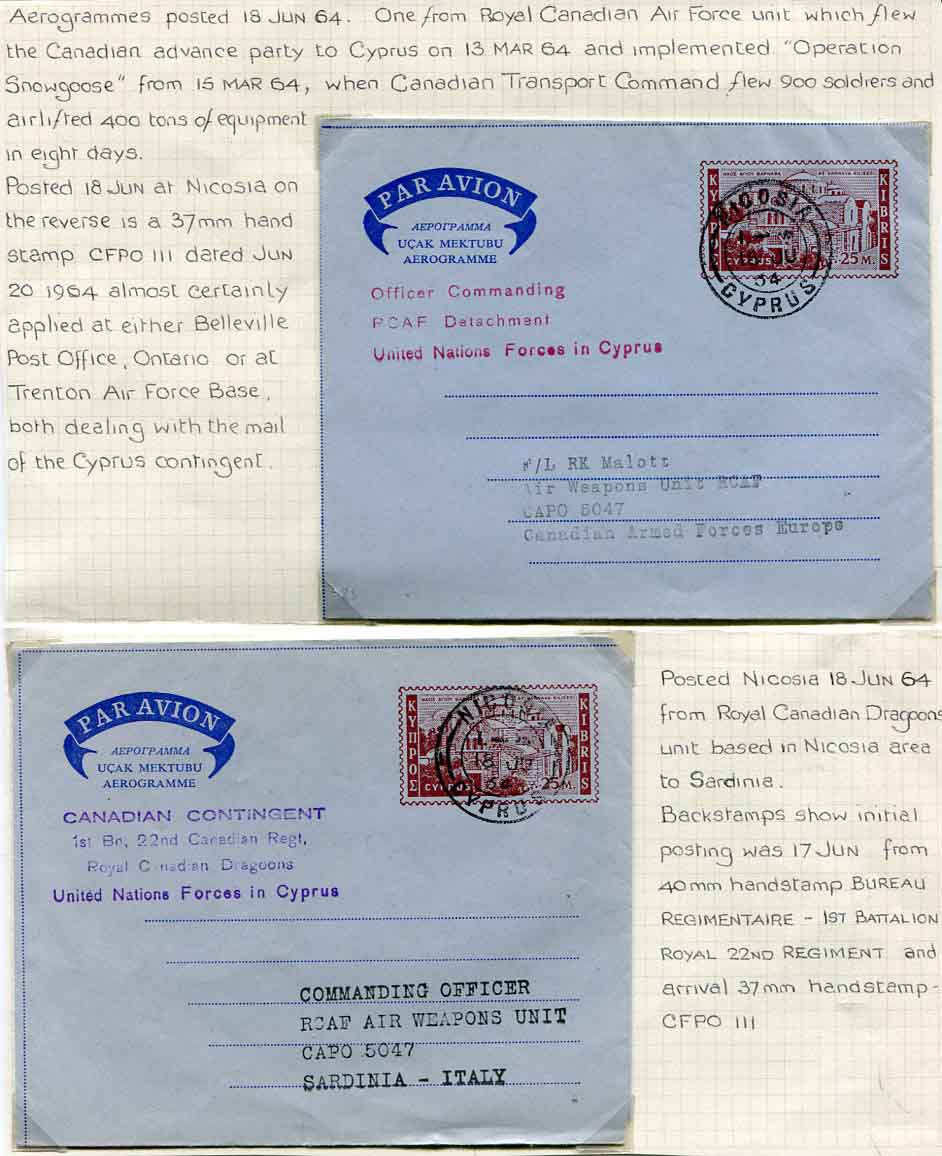 Aerogrammes posted 18 JUN 64. One from Royal Canadian Air Force unit which flew
the Canadian advance party to Cyprus on 13 MAR 64 and implemented "Operation
Snowgoose" from 15 MAR 64, when Canadian Transport Command flew 900 soldiers and
airlifted 400 tons of equipment
in eight days.
Posted 18 JUN at Nicosia on
the reverse is a 37mm hand
stamp CFPO 111 dated JUN
20 1964 almost certainly
applied at either Belleville
Post Office, Ontario or at
Trenton Air Force Base,
both dealing with the mail
of the Cyprus contingent.
PAR AVION
ΑΕΡΟΓΡΑΜΜΑ
UÇAK MEKTUBU
AEROGRAMME
ΚΥΠΡΟΣ
CYPRUS
KIBRIS
25 M.
NICOSIA
CYPRUS
Officer Commanding
RCAF Detachment
United Nations Forces in Cyprus
F/L RK Malott
Air Weapons Unit RCAF
CAPO 5047
Canadian Armed Forces Europe
PAR AVION
ΑΕΡΟΓΡΑΜΜΑ
UÇAK MEKTUBU
AEROGRAMME
ΚΥΠΡΟΣ
CYPRUS
KIBRIS
25 M.
NICOSIA
18 JU
CYPRUS
CANADIAN CONTINGENT
1st Bn, 22nd Canadian Regt,
Royal Canadian Dragoons
United Nations Forces in Cyprus
COMMANDING OFFICER
RCAF AIR WEAPONS UNIT
CAPO 5047
SARDINIA - ITALY
Posted Nicosia 18 JUN 64
from Royal Canadian Dragoons
unit based in Nicosia area
to Sardinia.
Backstamps show initial
posting was 17 JUN from
40mm handstamp BUREAU
REGIMENTAIRE - 1ST BATTALION
ROYAL 22ND REGIMENT and
arrival 37mm handstamp-
CFPO 111